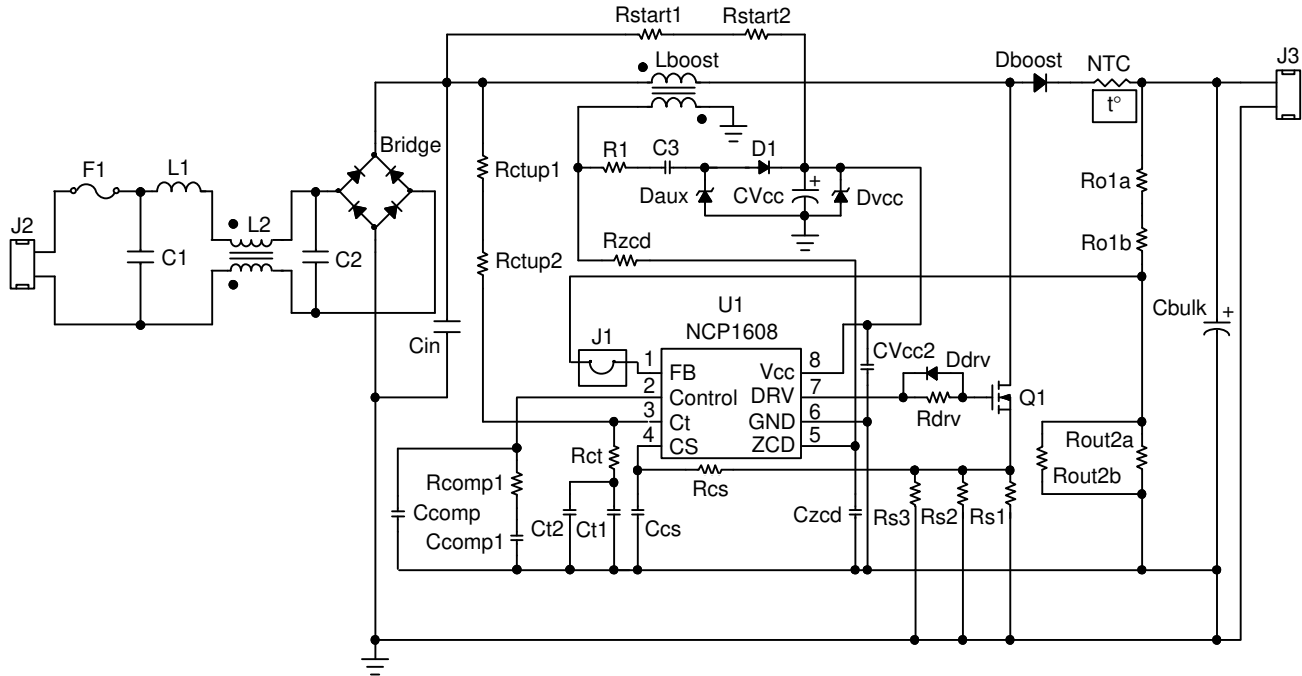 Rstart1 Rstart2
Lboost Dboost NTC J3
t°
Bridge
R1 C3 D1
F1 L1 Rctup1 Ro1a
Daux CVcc + Dvcc
J2 L2
Rzcd Ro1b
C1 C2 Rctup2
U1
NCP1608 Cbulk +
Cin J1 CVcc2 Ddrv
1 FB Vcc 8
2 Control DRV 7 Q1
Rdrv
3 Ct GND 6
4 CS ZCD 5 Rout2a
Rct
Rcomp1 Rcs Rout2b
Ccomp Ct2 Ct1 Ccs Czcd Rs3 Rs2 Rs1
Ccomp1